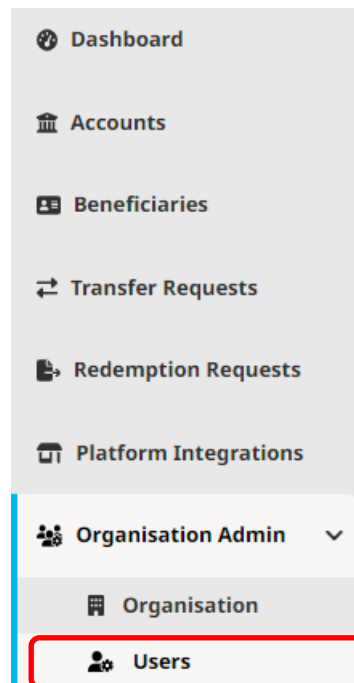 Dashboard
Accounts
Beneficiaries
Transfer Requests
Redemption Requests
Platform Integrations
Organisation Admin
Organisation
Users